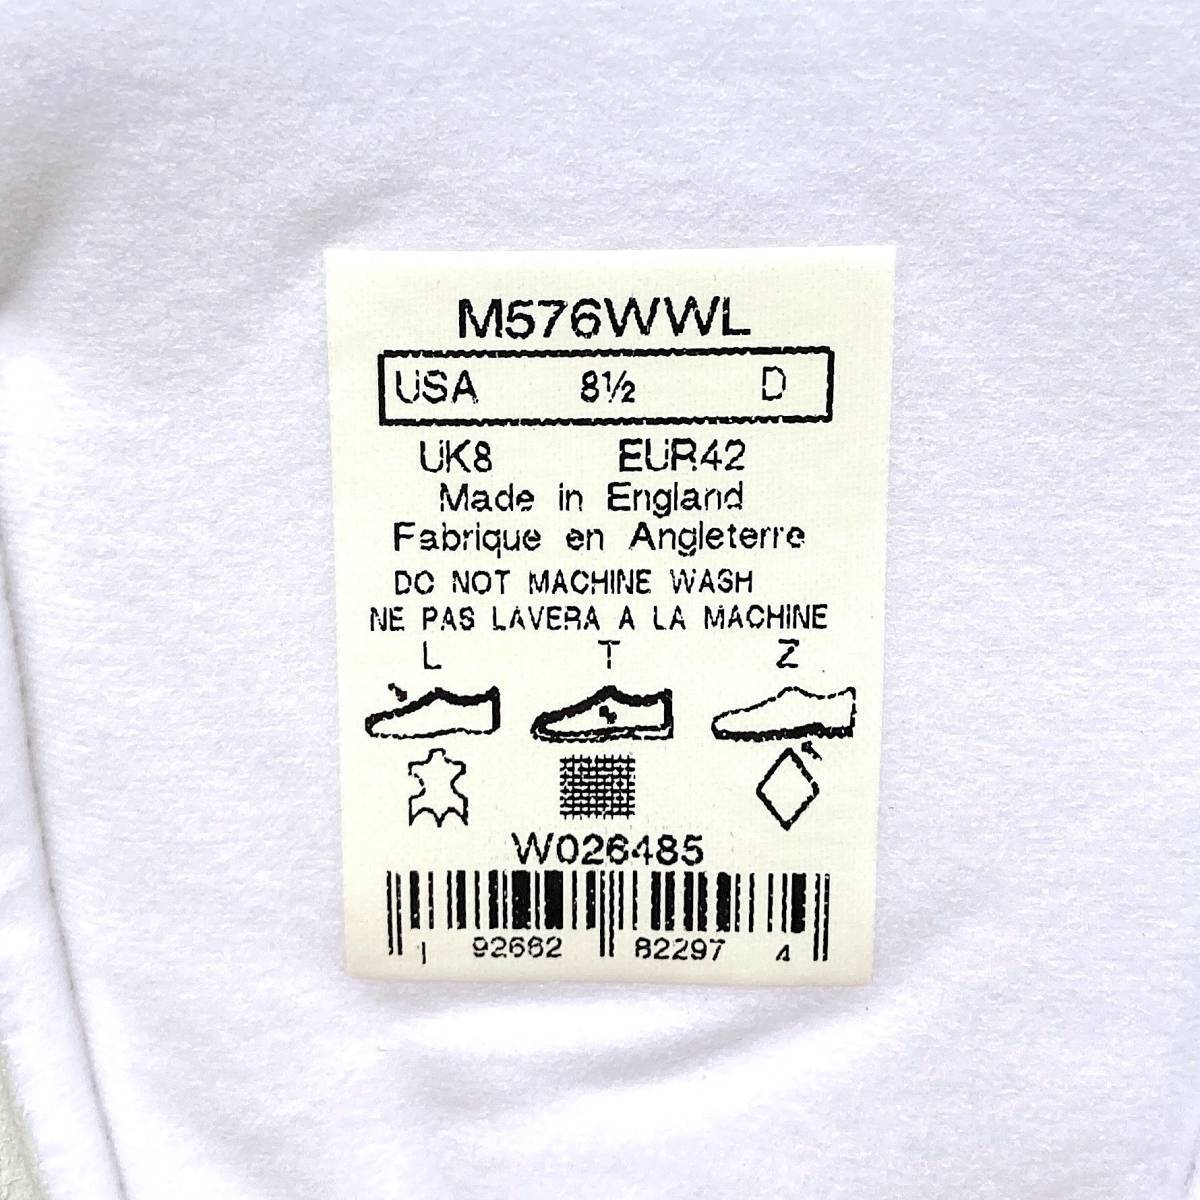 M576WWL
USA 8½ D
UK8 EUR42
Made in England
Fabrique en Angleterre
DO NOT MACHINE WASH
NE PAS LAVERA A LA MACHINE
L T Z
W026485
1 92662 82297 4